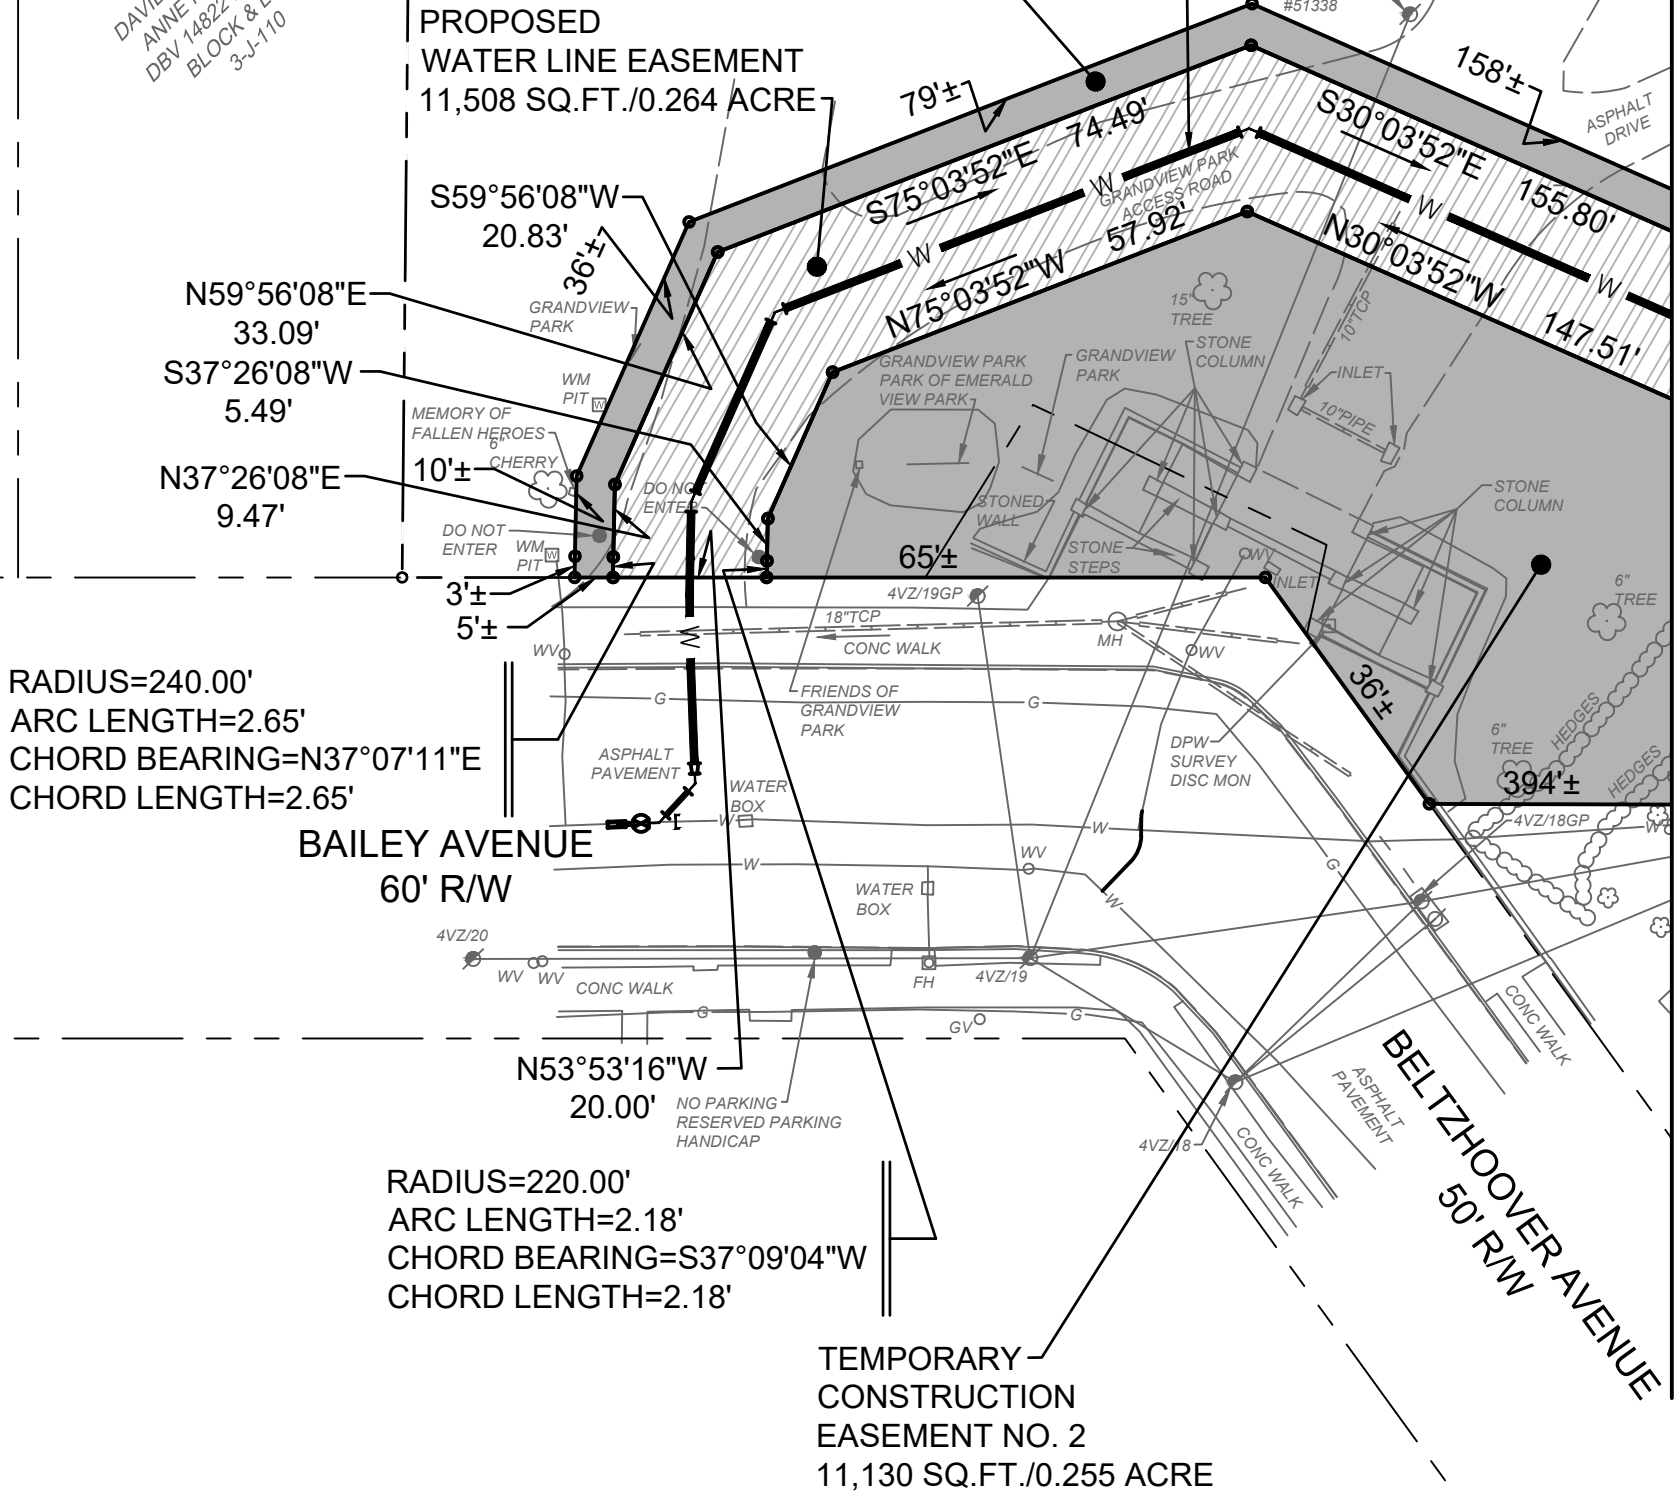 DAVI
ANNE
DBV 14822
BLOCK &
3-J-110
PROPOSED
WATER LINE EASEMENT
11,508 SQ.FT./0.264 ACRE
#51338
79'±
74.49'
158'±
ASPHALT
DRIVE
S75°03'52"E
S30°03'52"E
155.80'
W
GRANDVIEW PARK
ACCESS ROAD
W
W
W
57.92'
N75°03'52"W
N30°03'52"W
147.51'
S59°56'08"W
20.83'
36'±
N59°56'08"E
33.09'
S37°26'08"W
5.49'
N37°26'08"E
9.47'
GRANDVIEW
PARK
WM
PIT
W
MEMORY OF
FALLEN HEROES
6"
CHERRY
10'±
DO NOT
ENTER
DO NOT
ENTER
WM
PIT
W
3'±
5'±
15"
TREE
10"TCP
STONE
COLUMN
GRANDVIEW PARK
PARK OF EMERALD
VIEW PARK
GRANDVIEW
PARK
INLET
10"PIPE
STONED
WALL
STONE
COLUMN
STONE
STEPS
65'±
WV
INLET
6"
TREE
4VZ/19GP
18"TCP
CONC WALK
MH
WV
WV
G
G
FRIENDS OF
GRANDVIEW
PARK
36'±
HEDGES
HEDGES
6"
TREE
394'±
4VZ/18GP
DPW
SURVEY
DISC MON
RADIUS=240.00'
ARC LENGTH=2.65'
CHORD BEARING=N37°07'11"E
CHORD LENGTH=2.65'
ASPHALT
PAVEMENT
WATER
BOX
W
W
W
W
G
BAILEY AVENUE
60' R/W
W
W
WV
WATER
BOX
4VZ/20
WV
WV
CONC WALK
FH
4VZ/19
G
GV
G
CONC WALK
N53°53'16"W
20.00'
NO PARKING
RESERVED PARKING
HANDICAP
4VZ/18
CONC WALK
ASPHALT
PAVEMENT
BELTZHOOVER AVENUE
50' R/W
RADIUS=220.00'
ARC LENGTH=2.18'
CHORD BEARING=S37°09'04"W
CHORD LENGTH=2.18'
TEMPORARY
CONSTRUCTION
EASEMENT NO. 2
11,130 SQ.FT./0.255 ACRE